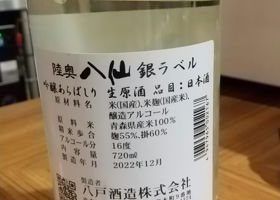 陸奥 八仙 銀ラベル
吟醸あらばしり 生原酒 品目：日本酒
原材料名 米(国産)、米麹(国産米)、
醸造アルコール
原料米 青森県産米100%
精米歩合 麹55%、掛60%
アルコール分 16度
内容量 720ml
製造年月 2022年12月
製造者
八戸酒造株式会社